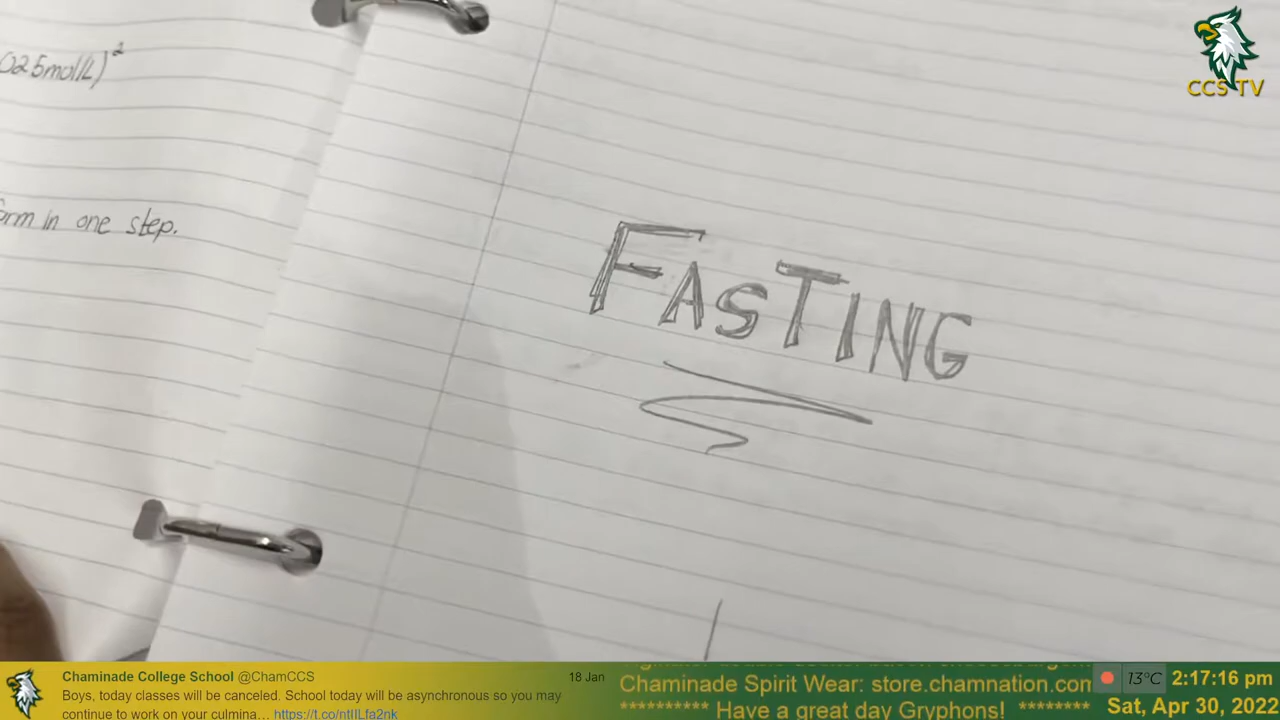 025mol/L)²
in one step.
FASTING
CCS TV
Chaminade College School @ChamCCS 18 Jan
Boys, today classes will be canceled. School today will be asynchronous so you may
continue to work on your culmina... https://t.co/ntIILfa2nk
Chaminade Spirit Wear: store.chamnation.com
********** Have a great day Gryphons! ********
13°C 2:17:16 pm
Sat, Apr 30, 2022